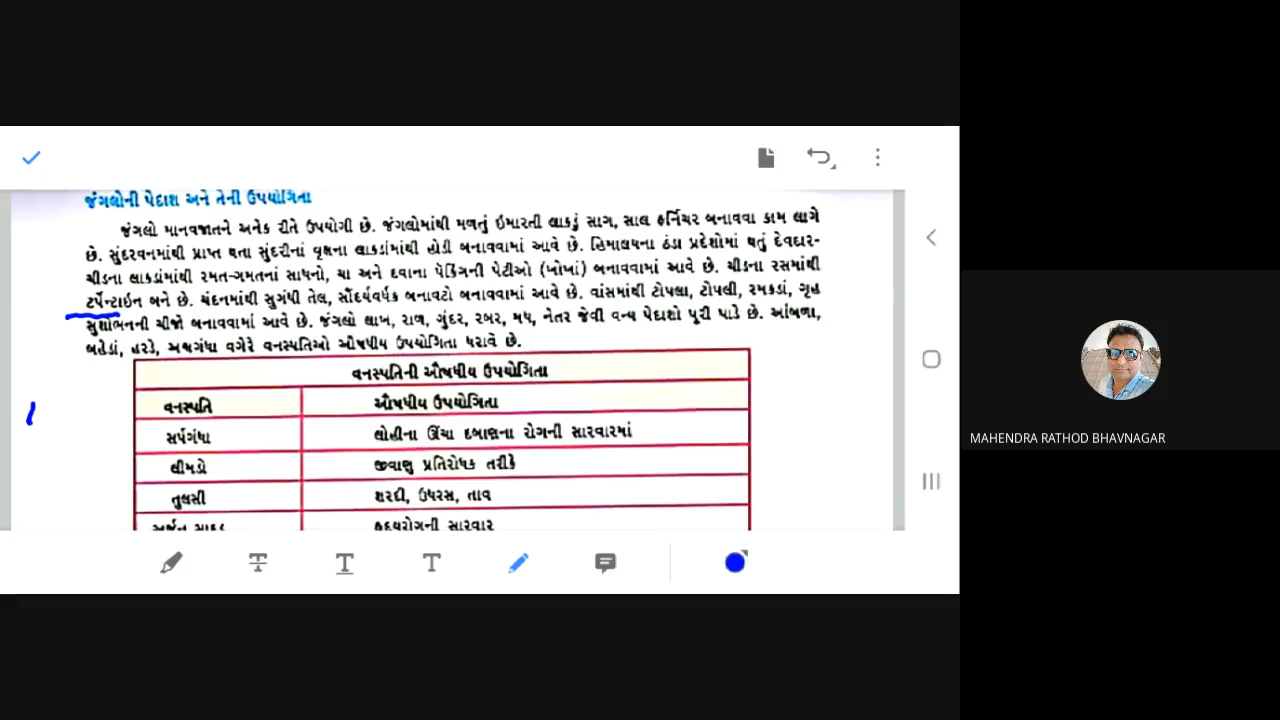 જંગલોની પેદાશ અને તેની ઉપયોગિતા
જંગલો માનવજાતને અનેક રીતે ઉપયોગી છે. જંગલોમાંથી મળતું ઇમારતી લાકડું સાગ, સાલ ફર્નિચર બનાવવા કામ લાગે
છે. સુંદરવનમાંથી પ્રાપ્ત થતા સુંદરીનાં વૃક્ષના લાકડાંમાંથી હોડી બનાવવામાં આવે છે. હિમાલયના ઠંડા પ્રદેશોમાં થતું દેવદાર-
ચીડના લાકડાંમાંથી રમત-ગમતનાં સાધનો, ચા અને દવાના પૅકિંગની પેટીઓ (ખોખાં) બનાવવામાં આવે છે. ચીડના રસમાંથી
ટર્પેન્ટાઇન બને છે. ચંદનમાંથી સુગંધી તેલ, સૌંદર્યવર્ધક બનાવટો બનાવવામાં આવે છે. વાંસમાંથી ટોપલા, ટોપલી, રમકડાં, ગૃહ
સુશોભનની ચીજો બનાવવામાં આવે છે. જંગલો લાખ, રાળ, ગુંદર, રબર, મધ, નેતર જેવી વન્ય પેદાશો પૂરી પાડે છે. આંબળા,
બહેડાં, હરડે, અશ્વગંધા વગેરે વનસ્પતિઓ ઔષધીય ઉપયોગિતા ધરાવે છે.
વનસ્પતિની ઔષધીય ઉપયોગિતા
વનસ્પતિ ઔષધીય ઉપયોગિતા
સર્પગંધા લોહીના ઊંચા દબાણના રોગની સારવારમાં
લીમડો જીવાણુ પ્રતિરોધક તરીકે
તુલસી શરદી, ઉધરસ, તાવ
અર્જુન સાદડ હૃદયરોગની સારવાર
MAHENDRA RATHOD BHAVNAGAR